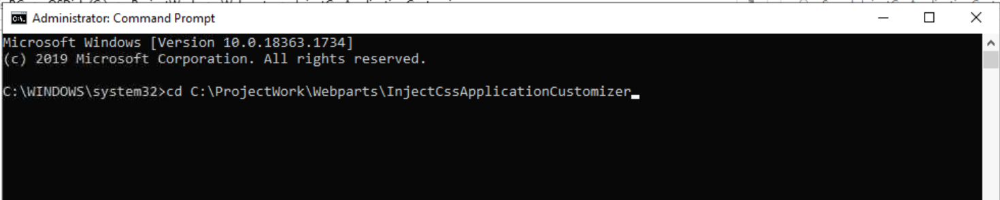 Administrator: Command Prompt
Microsoft Windows [Version 10.0.18363.1734]
(c) 2019 Microsoft Corporation. All rights reserved.
C:\WINDOWS\system32>cd C:\ProjectWork\Webparts\InjectCssApplicationCustomizer